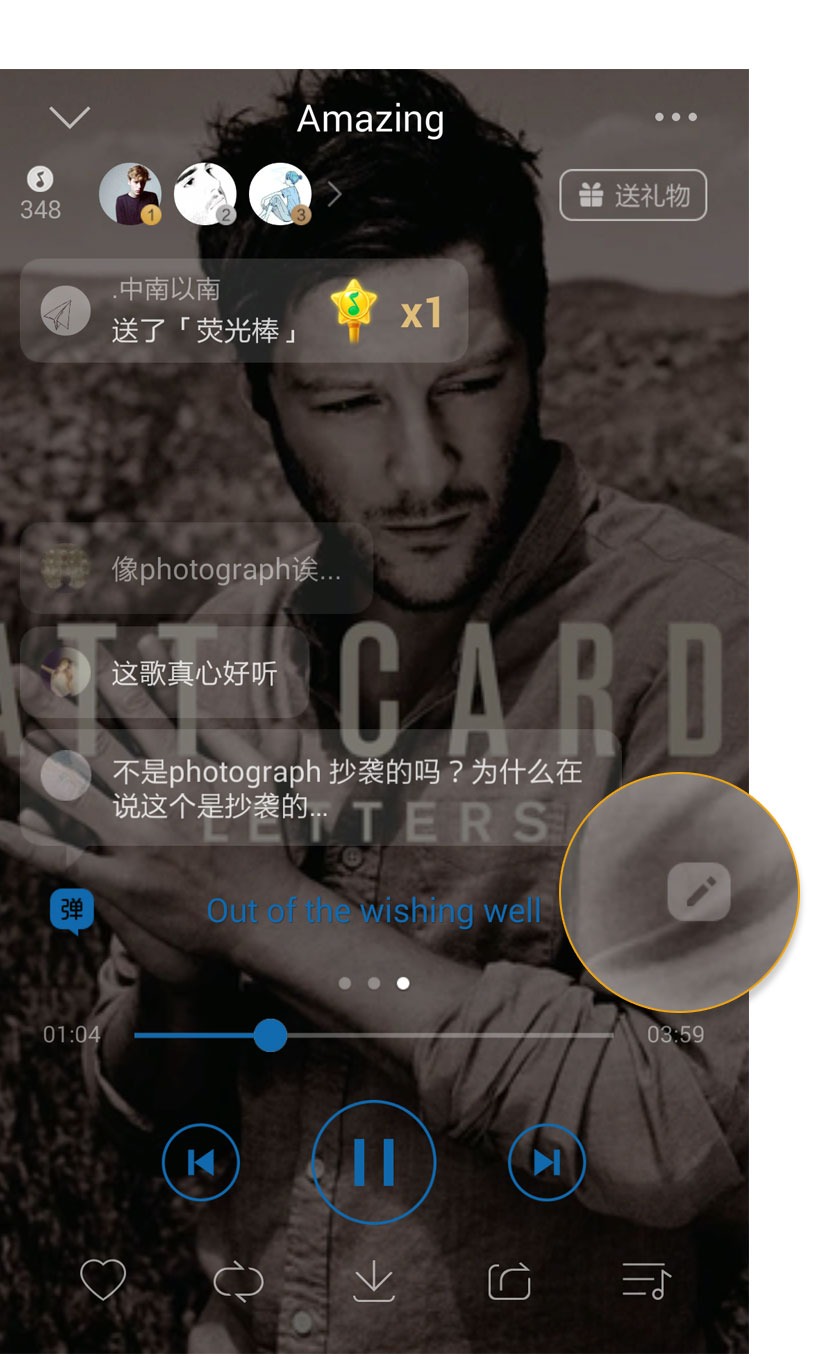 Amazing
348
1
2
3
送礼物
.中南以南
送了「荧光棒」
x1
像photograph诶...
这歌真心好听
ATT CARD
不是photograph 抄袭的吗？为什么在
说这个是抄袭的...
LETTERS
弹
Out of the wishing well
01:04
03:59